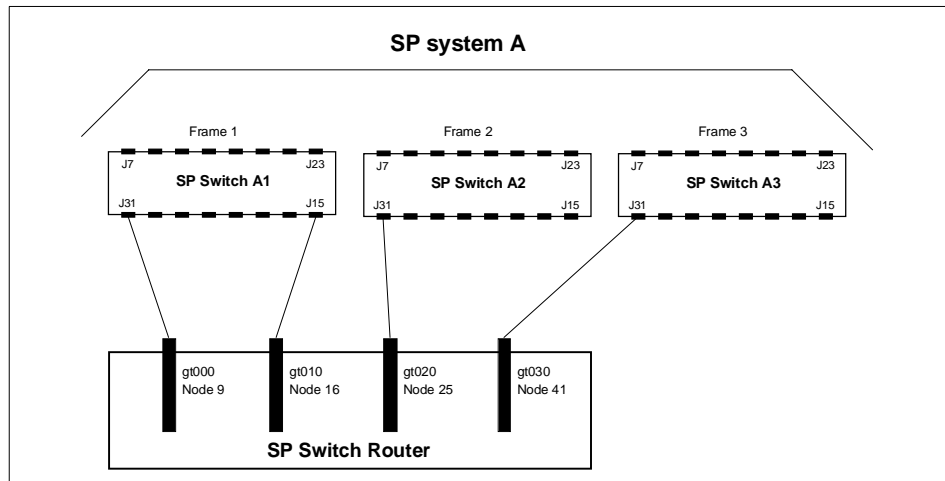 SP system A
Frame 1
Frame 2
Frame 3
J7
J23
SP Switch A1
J31
J15
J7
J23
SP Switch A2
J31
J15
J7
J23
SP Switch A3
J31
J15
gt000
Node 9
gt010
Node 16
gt020
Node 25
gt030
Node 41
SP Switch Router